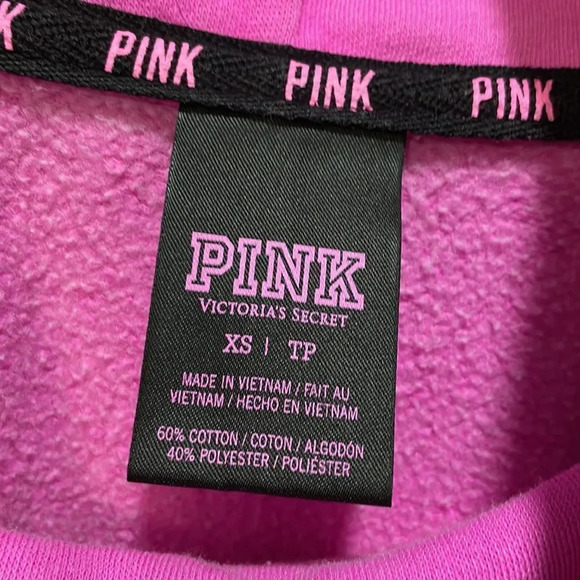 K PINK PINK PINK
PINK
VICTORIA'S SECRET
XS | TP
MADE IN VIETNAM / FAIT AU
VIETNAM / HECHO EN VIETNAM
60% COTTON / COTON / ALGODÓN
40% POLYESTER / POLIÉSTER